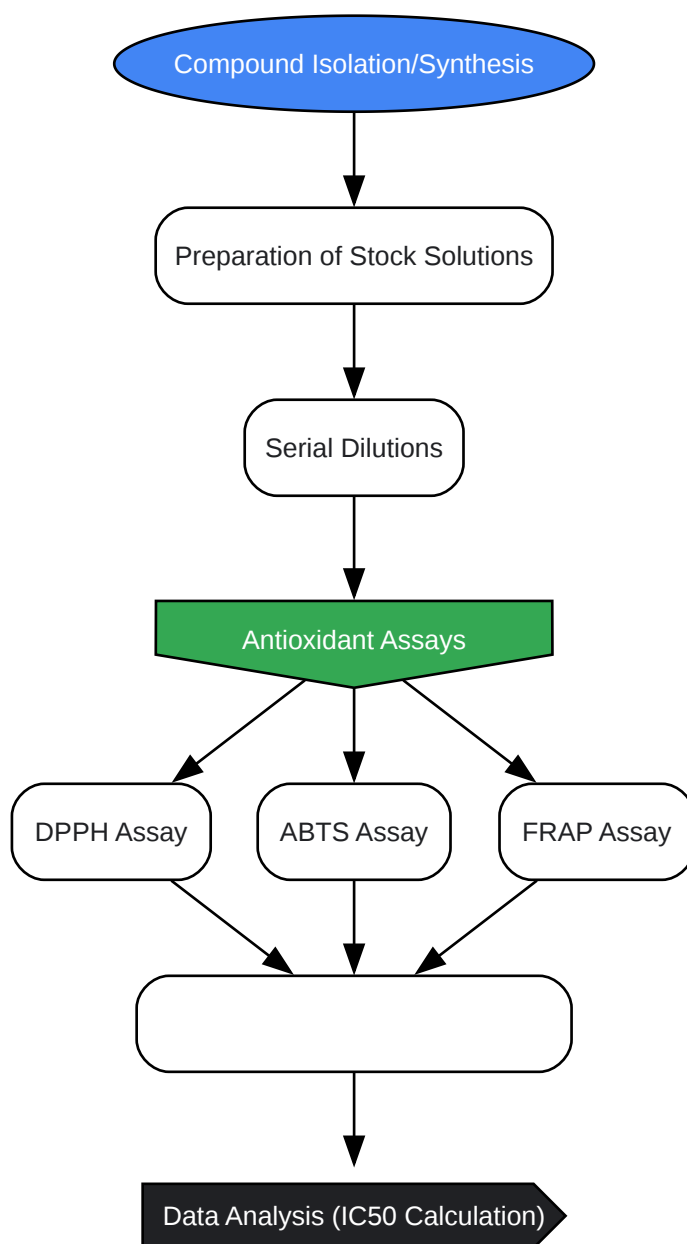 Compound Isolation/Synthesis
Preparation of Stock Solutions
Serial Dilutions
Antioxidant Assays
DPPH Assay
ABTS Assay
FRAP Assay
Data Analysis (IC50 Calculation)